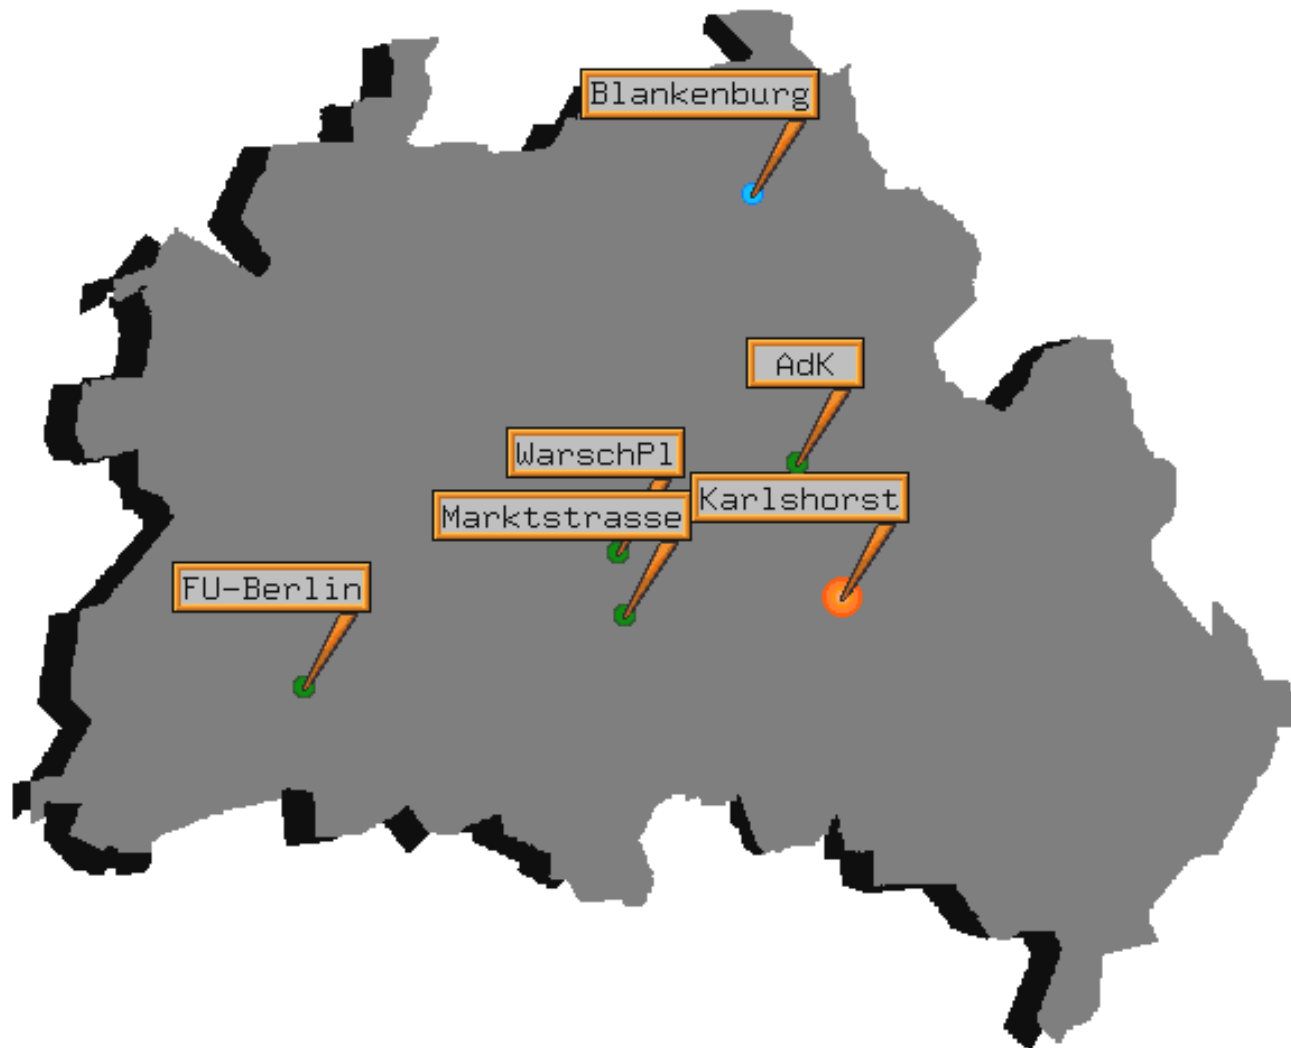 Blankenburg
AdK
WarschPl
Karlshorst
Marktstrasse
FU-Berlin